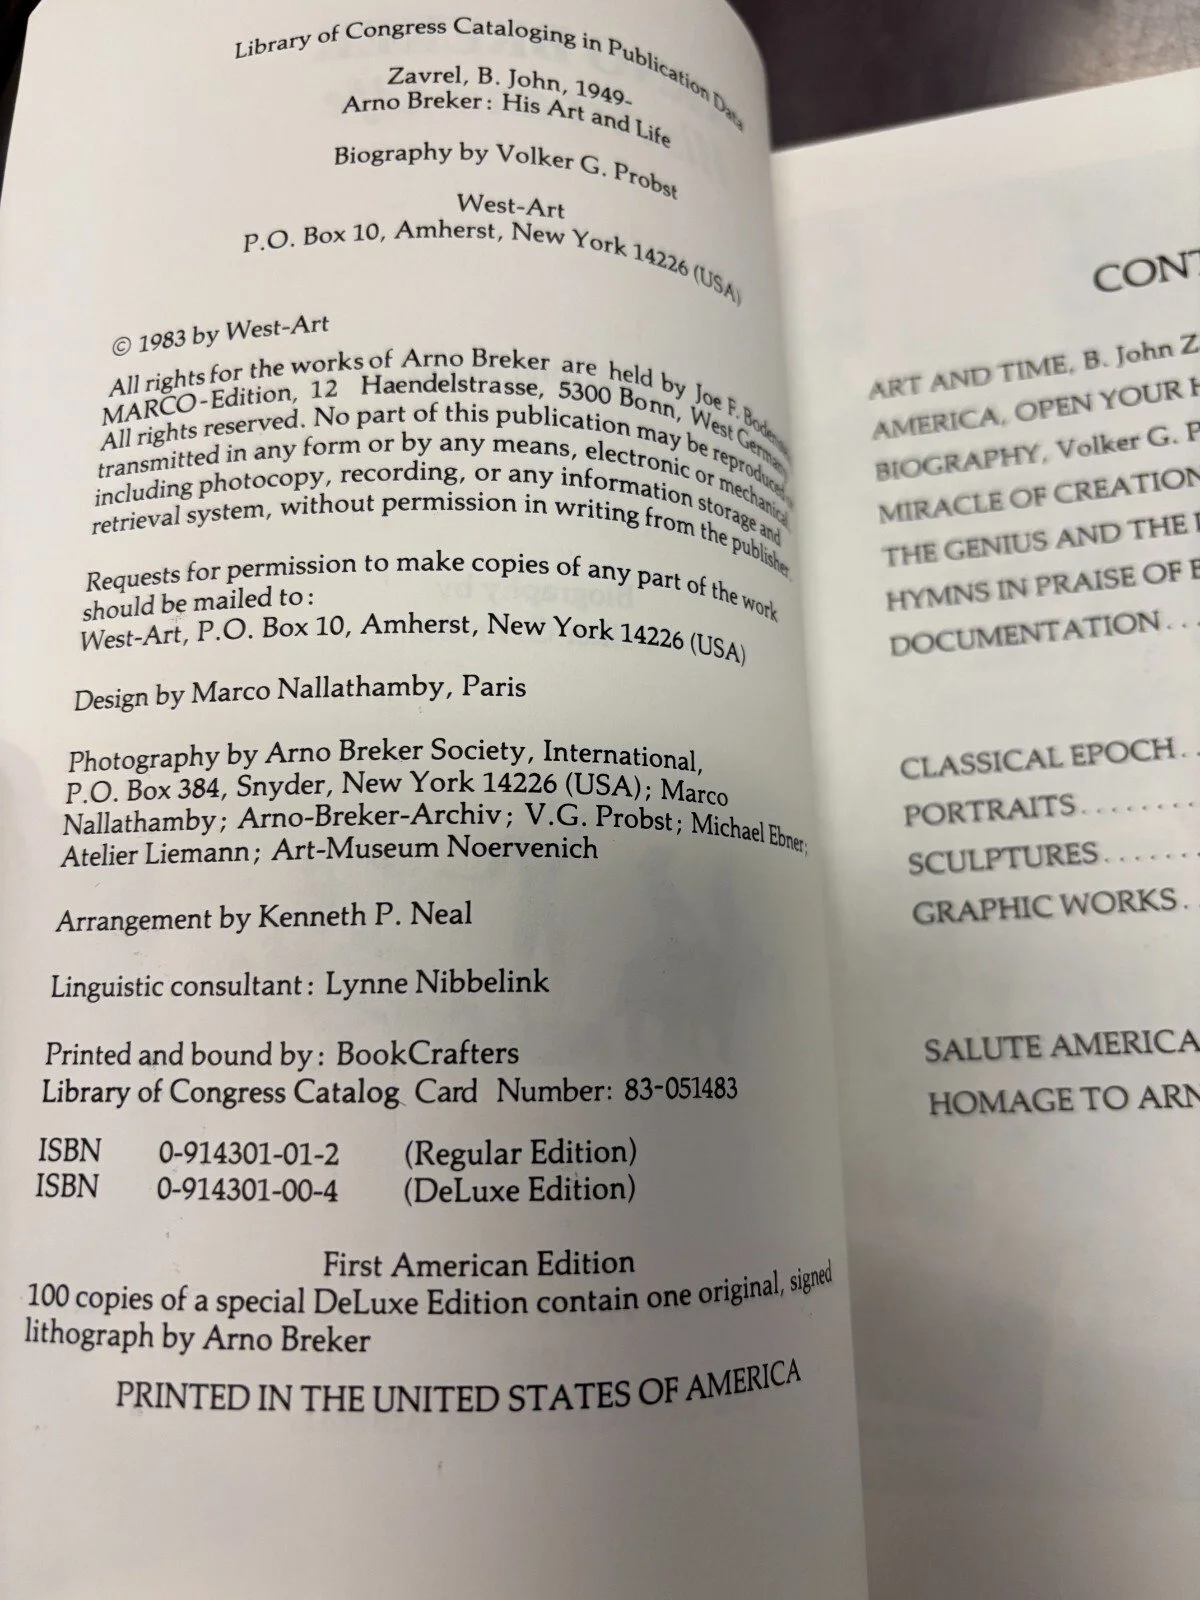 Library of Congress Cataloging in Publication Data
Zavrel, B. John, 1949-
Arno Breker: His Art and Life
Biography by Volker G. Probst
West-Art
P.O. Box 10, Amherst, New York 14226 (USA)
© 1983 by West-Art
All rights for the works of Arno Breker are held by Joe F. Bodenstein
MARCO-Edition, 12 Haendelstrasse, 5300 Bonn, West Germany
All rights reserved. No part of this publication may be reproduced or
transmitted in any form or by any means, electronic or mechanical,
including photocopy, recording, or any information storage and
retrieval system, without permission in writing from the publisher.
Requests for permission to make copies of any part of the work
should be mailed to:
West-Art, P.O. Box 10, Amherst, New York 14226 (USA)
Design by Marco Nallathamby, Paris
Photography by Arno Breker Society, International,
P.O. Box 384, Snyder, New York 14226 (USA); Marco
Nallathamby; Arno-Breker-Archiv; V.G. Probst; Michael Ebner;
Atelier Liemann; Art-Museum Noervenich
Arrangement by Kenneth P. Neal
Linguistic consultant: Lynne Nibbelink
Printed and bound by: BookCrafters
Library of Congress Catalog Card Number: 83-051483
ISBN 0-914301-01-2 (Regular Edition)
ISBN 0-914301-00-4 (DeLuxe Edition)
First American Edition
100 copies of a special DeLuxe Edition contain one original, signed
lithograph by Arno Breker
PRINTED IN THE UNITED STATES OF AMERICA
CONT
ART AND TIME, B. John Z
AMERICA, OPEN YOUR H
BIOGRAPHY, Volker G. P
MIRACLE OF CREATION
THE GENIUS AND THE
HYMNS IN PRAISE OF
DOCUMENTATION...
CLASSICAL EPOCH..
PORTRAITS........
SCULPTURES.......
GRAPHIC WORKS..
SALUTE AMERICA
HOMAGE TO ARN